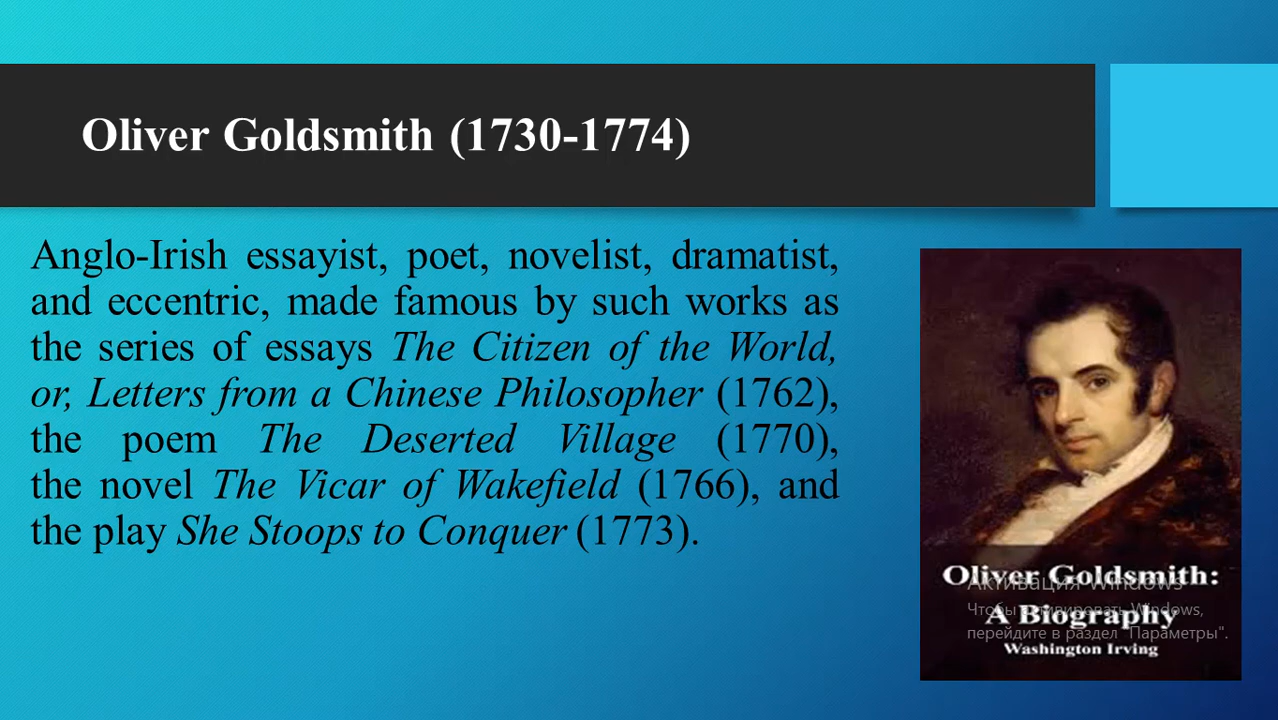 Oliver Goldsmith (1730-1774)
Anglo-Irish essayist, poet, novelist, dramatist,
and eccentric, made famous by such works as
the series of essays The Citizen of the World,
or, Letters from a Chinese Philosopher (1762),
the poem The Deserted Village (1770),
the novel The Vicar of Wakefield (1766), and
the play She Stoops to Conquer (1773).
Oliver Goldsmith:
A Biography
Washington Irving
Активация Windows
Чтобы активировать Windows,
перейдите в раздел "Параметры".